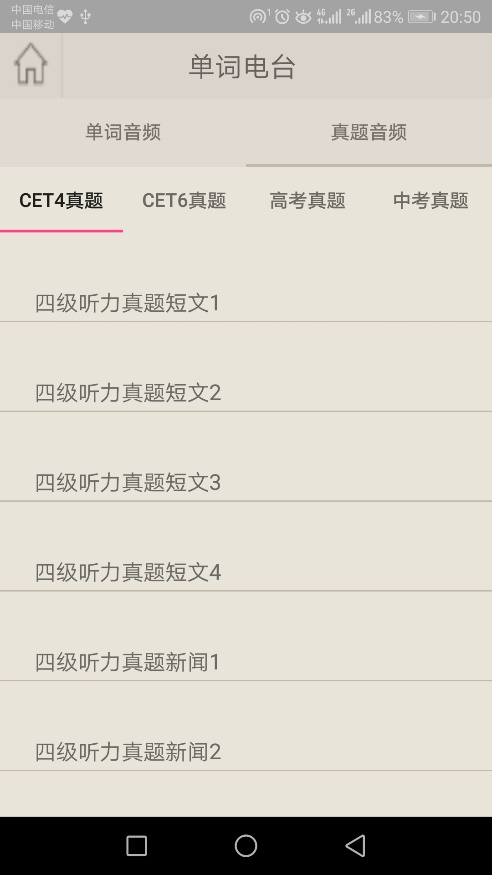 中国电信
中国移动
1 4G 2G 83% 20:50
单词电台
单词音频 真题音频
CET4真题 CET6真题 高考真题 中考真题
四级听力真题短文1
四级听力真题短文2
四级听力真题短文3
四级听力真题短文4
四级听力真题新闻1
四级听力真题新闻2